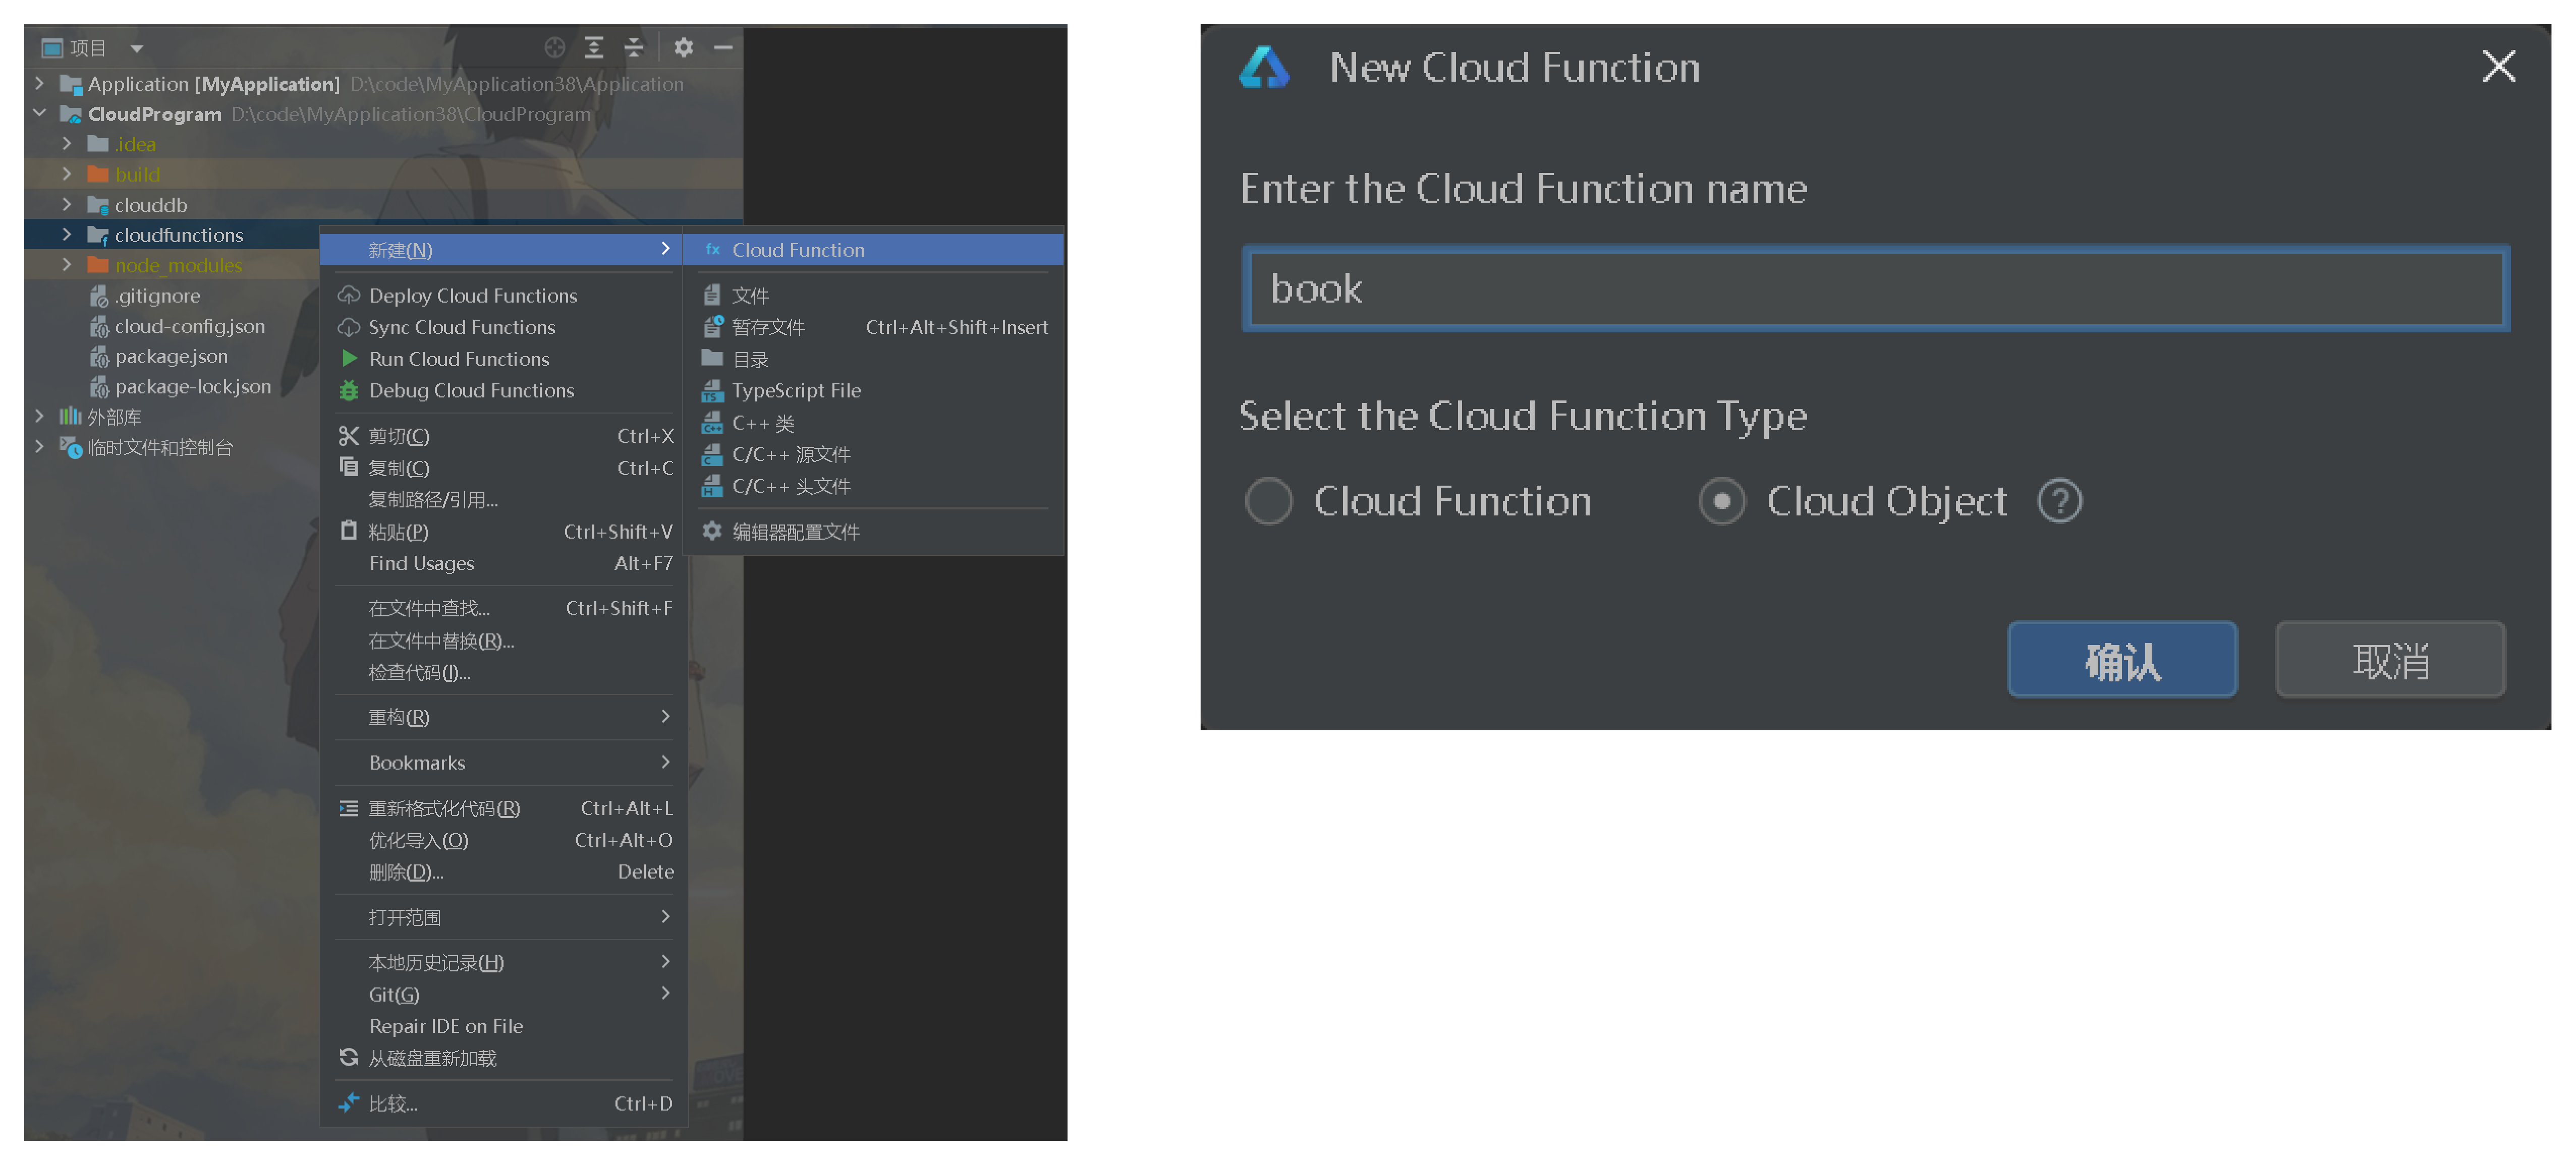 项目
Application [MyApplication] D:\code\MyApplication38\Application
CloudProgram D:\code\MyApplication38\CloudProgram
.idea
build
clouddb
cloudfunctions
node_modules
.gitignore
cloud-config.json
package.json
package-lock.json
外部库
临时文件和控制台
新建(N)
Deploy Cloud Functions
Sync Cloud Functions
Run Cloud Functions
Debug Cloud Functions
剪切(C) Ctrl+X
复制(C) Ctrl+C
复制路径/引用...
粘贴(P) Ctrl+Shift+V
Find Usages Alt+F7
在文件中查找... Ctrl+Shift+F
在文件中替换(R)...
检查代码(I)...
重构(R)
Bookmarks
重新格式化代码(R) Ctrl+Alt+L
优化导入(O) Ctrl+Alt+O
删除(D)... Delete
打开范围
本地历史记录(H)
Git(G)
Repair IDE on File
从磁盘重新加载
比较... Ctrl+D
fx Cloud Function
文件
暂存文件 Ctrl+Alt+Shift+Insert
目录
TypeScript File
C++ 类
C/C++ 源文件
C/C++ 头文件
编辑器配置文件
New Cloud Function
Enter the Cloud Function name
book
Select the Cloud Function Type
Cloud Function Cloud Object ?
确认 取消